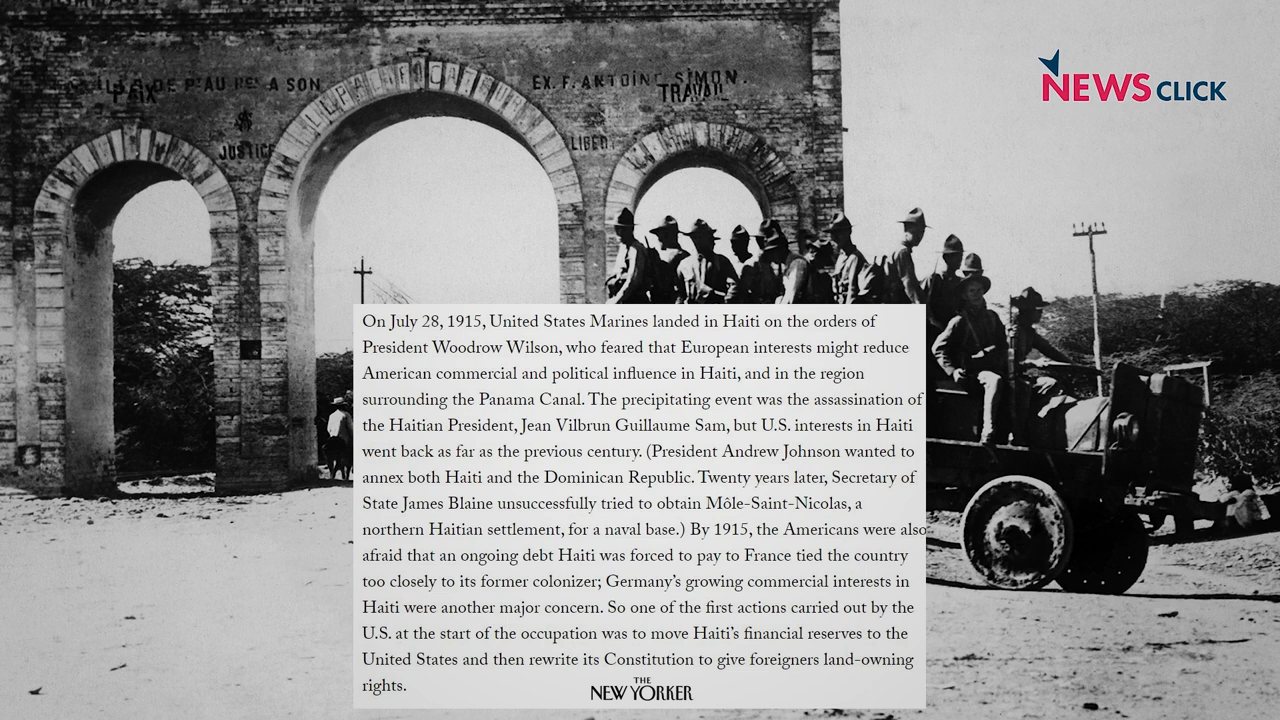 A SON
EX. F. ANTOINE SIMON.
PAIX
TRAVAIL
JUSTICE
NEWSCLICK
On July 28, 1915, United States Marines landed in Haiti on the orders of
President Woodrow Wilson, who feared that European interests might reduce
American commercial and political influence in Haiti, and in the region
surrounding the Panama Canal. The precipitating event was the assassination of
the Haitian President, Jean Vilbrun Guillaume Sam, but U.S. interests in Haiti
went back as far as the previous century. (President Andrew Johnson wanted to
annex both Haiti and the Dominican Republic. Twenty years later, Secretary of
State James Blaine unsuccessfully tried to obtain Môle-Saint-Nicolas, a
northern Haitian settlement, for a naval base.) By 1915, the Americans were also
afraid that an ongoing debt Haiti was forced to pay to France tied the country
too closely to its former colonizer; Germany's growing commercial interests in
Haiti were another major concern. So one of the first actions carried out by the
U.S. at the start of the occupation was to move Haiti's financial reserves to the
United States and then rewrite its Constitution to give foreigners land-owning
rights.
THE
NEW YORKER